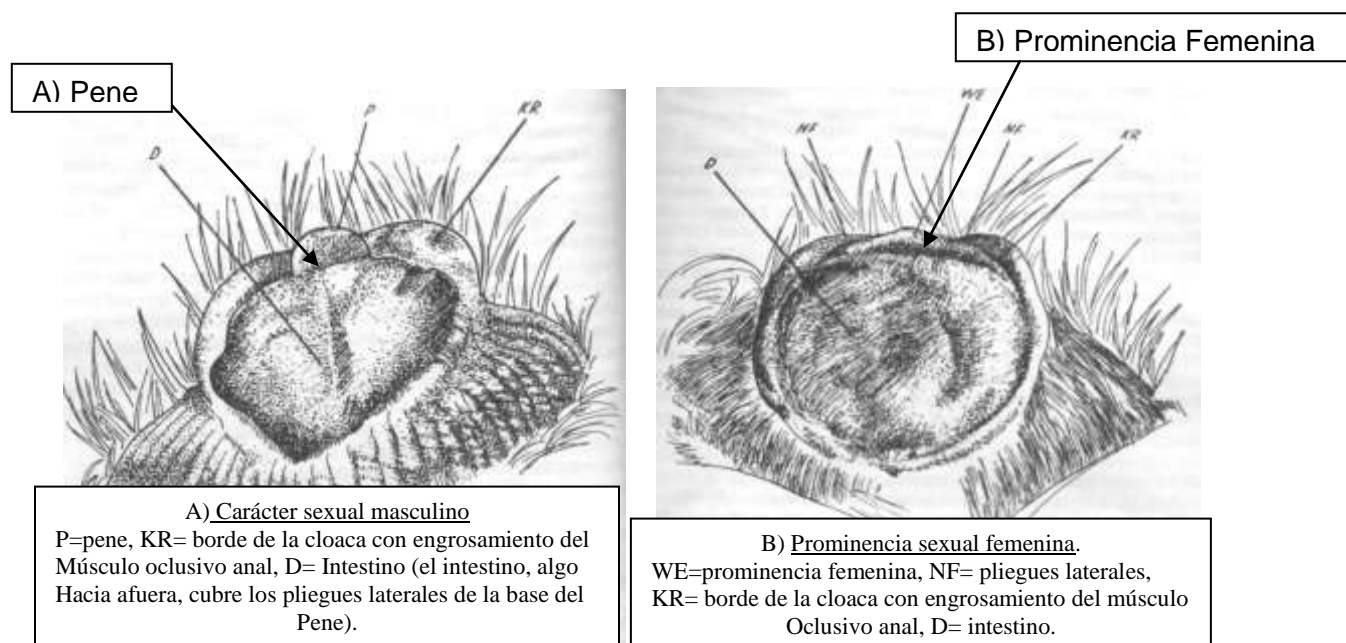 B) Prominencia Femenina
A) Pene
P
KR
D
WE
NF
NF
KR
D
A) Carácter sexual masculino
P=pene, KR= borde de la cloaca con engrosamiento del
Músculo oclusivo anal, D= Intestino (el intestino, algo
Hacia afuera, cubre los pliegues laterales de la base del
Pene).
B) Prominencia sexual femenina.
WE=prominencia femenina, NF= pliegues laterales,
KR= borde de la cloaca con engrosamiento del músculo
Oclusivo anal, D= intestino.